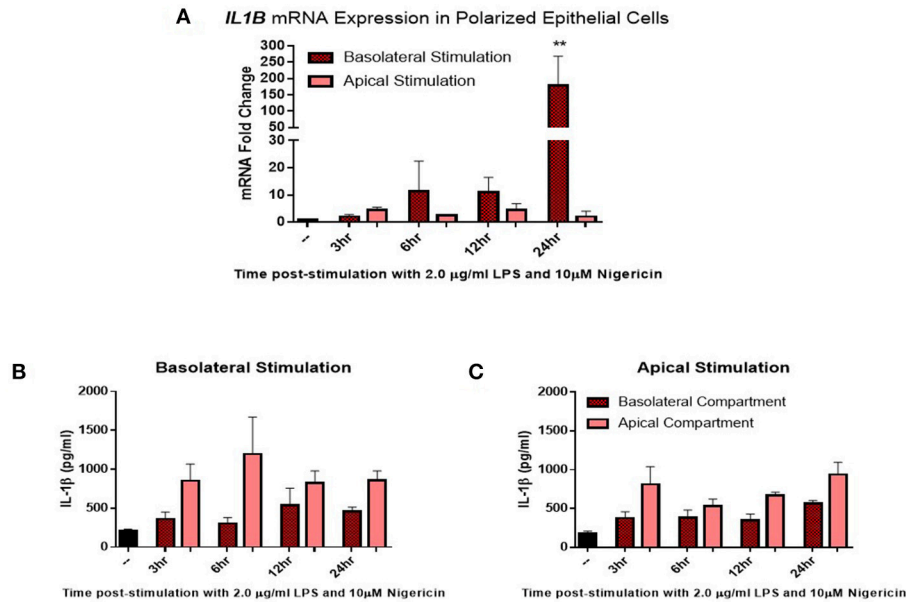 A
IL1B mRNA Expression in Polarized Epithelial Cells
mRNA Fold Change
300
250
200
150
100
50
30
20
10
0
Basolateral Stimulation
Apical Stimulation
**
--
3hr
6hr
12hr
24hr
Time post-stimulation with 2.0 μg/ml LPS and 10μM Nigericin
B
Basolateral Stimulation
IL-1β (pg/ml)
2000
1500
1000
500
0
--
3hr
6hr
12hr
24hr
Time post-stimulation with 2.0 μg/ml LPS and 10μM Nigericin
C
Apical Stimulation
IL-1β (pg/ml)
2000
1500
1000
500
0
Basolateral Compartment
Apical Compartment
--
3hr
6hr
12hr
24hr
Time post-stimulation with 2.0 μg/ml LPS and 10μM Nigericin